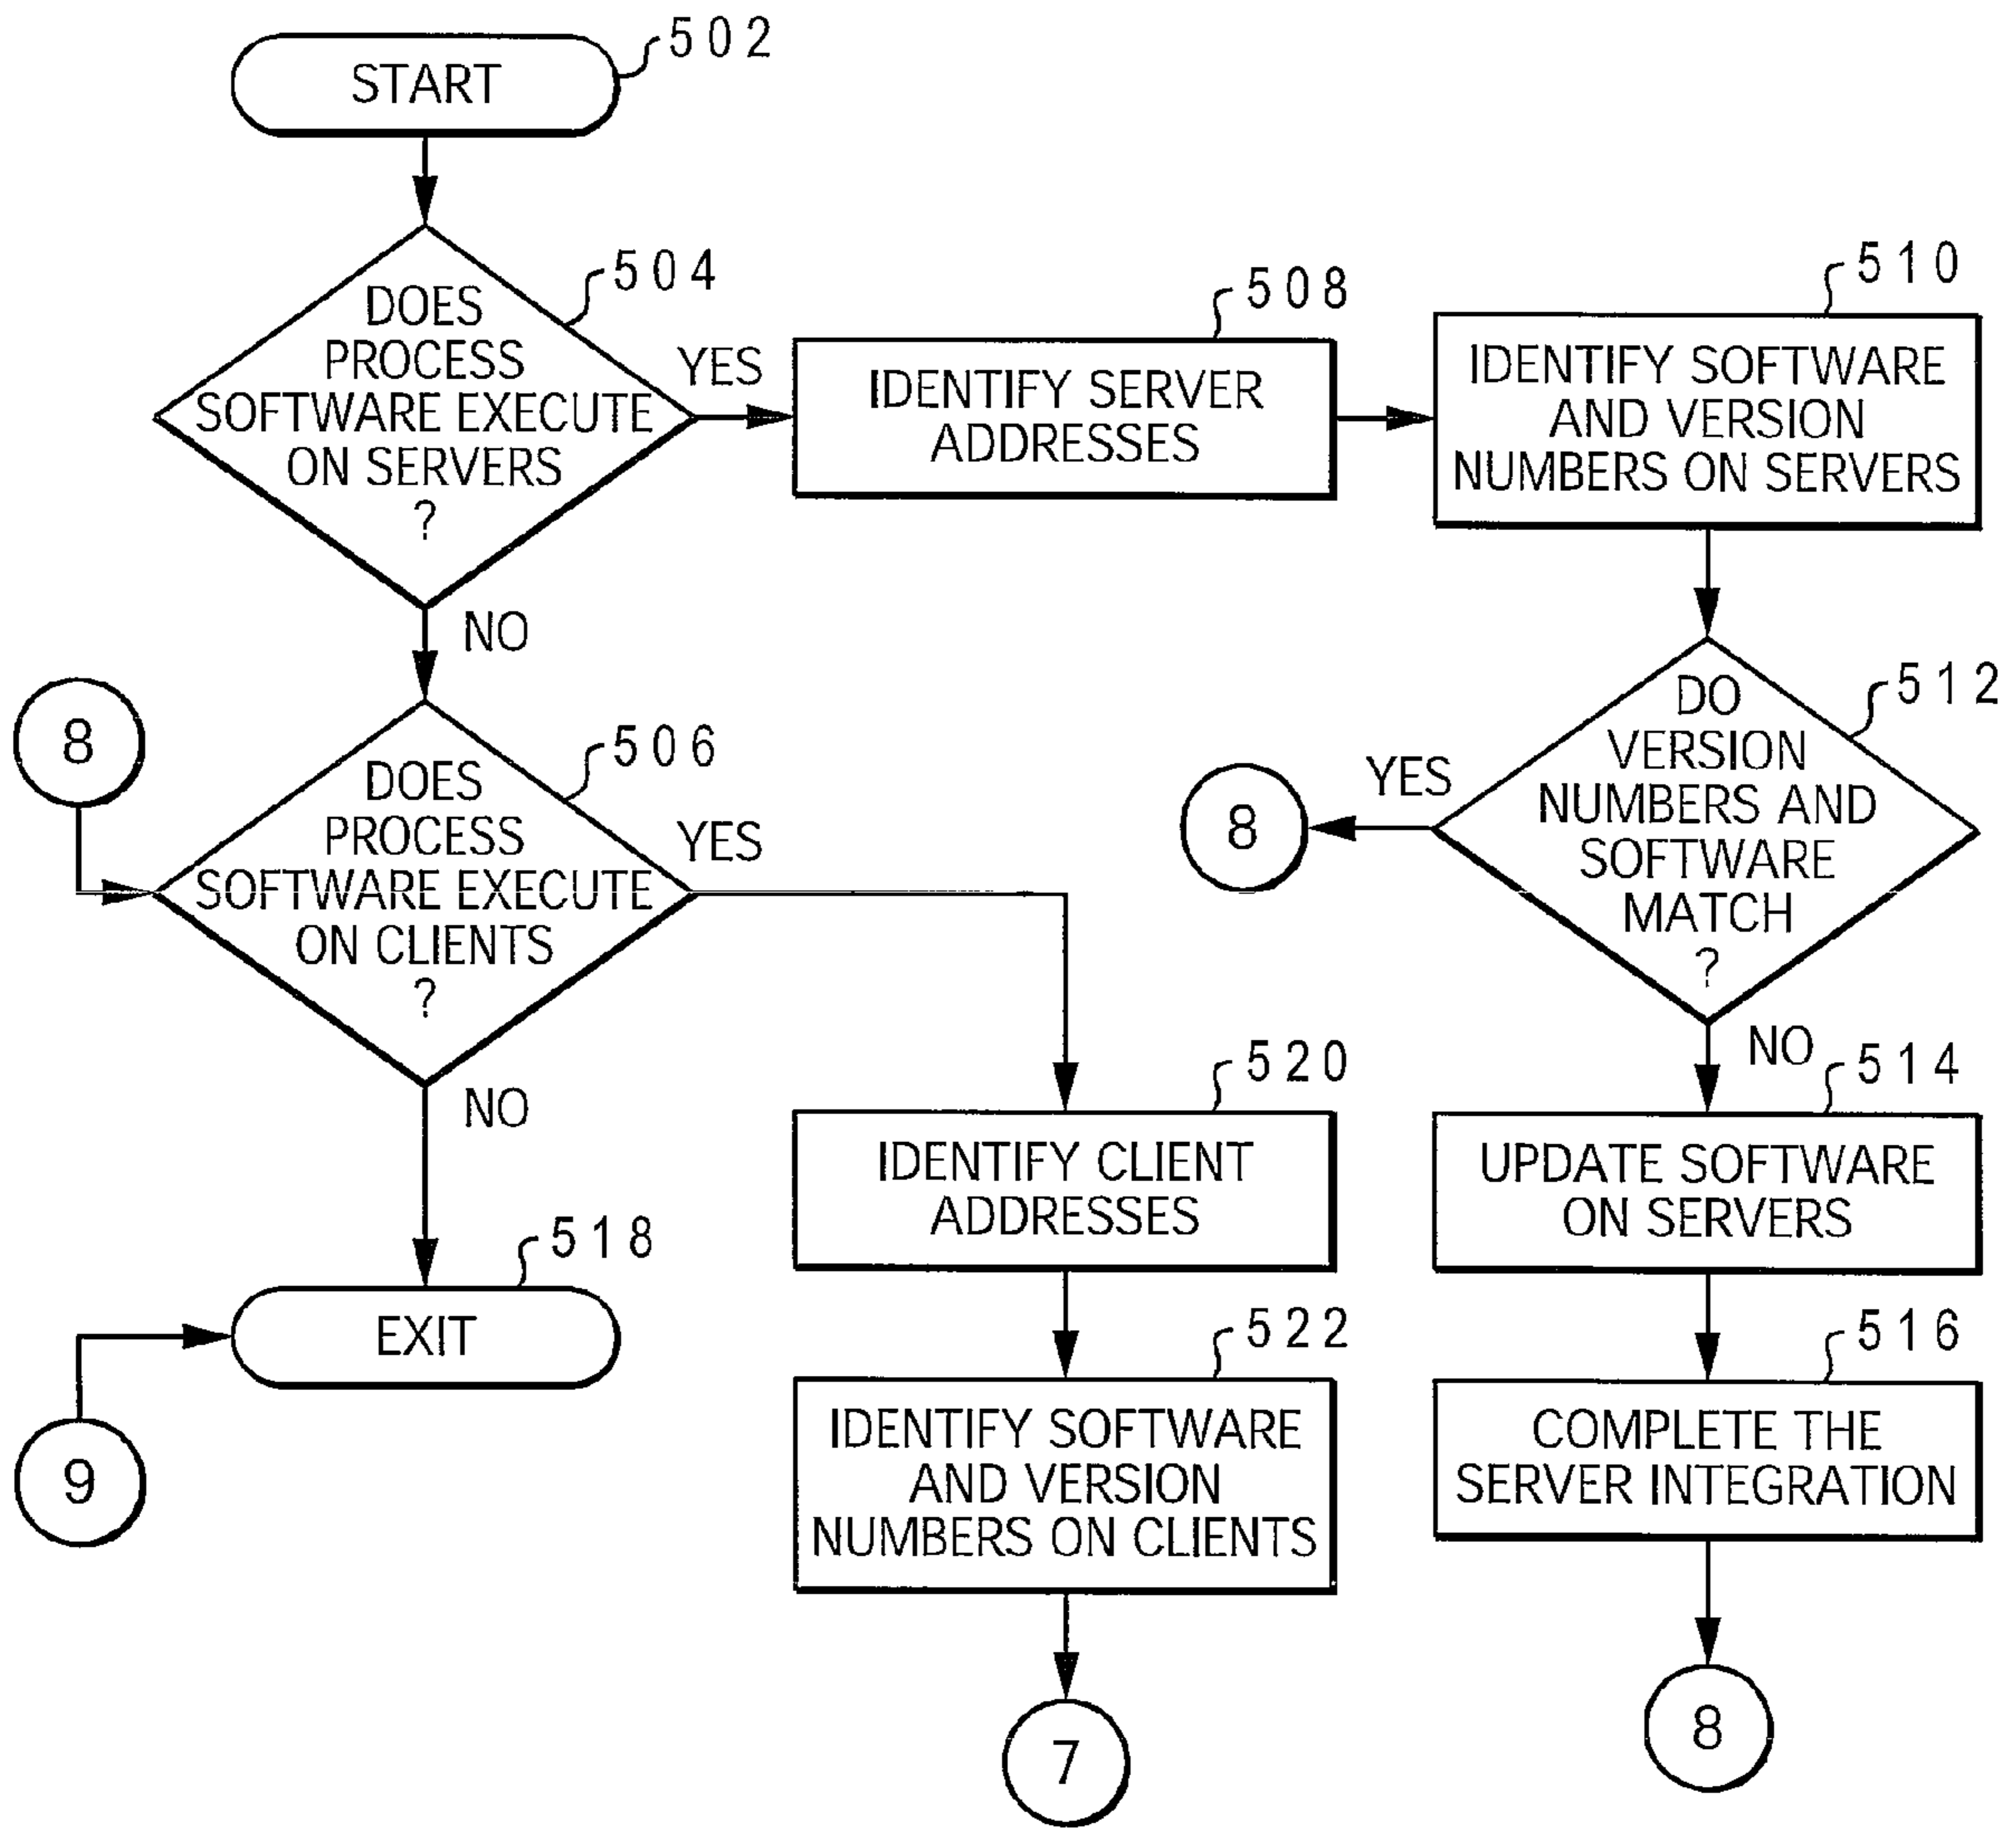 502
START
504
DOES
PROCESS
SOFTWARE EXECUTE
ON SERVERS
?
YES
NO
508
IDENTIFY SERVER
ADDRESSES
510
IDENTIFY SOFTWARE
AND VERSION
NUMBERS ON SERVERS
512
DO
VERSION
NUMBERS AND
SOFTWARE
MATCH
?
YES
8
NO
8
506
DOES
PROCESS
SOFTWARE EXECUTE
ON CLIENTS
?
YES
NO
514
UPDATE SOFTWARE
ON SERVERS
516
COMPLETE THE
SERVER INTEGRATION
8
520
IDENTIFY CLIENT
ADDRESSES
522
IDENTIFY SOFTWARE
AND VERSION
NUMBERS ON CLIENTS
7
518
EXIT
9